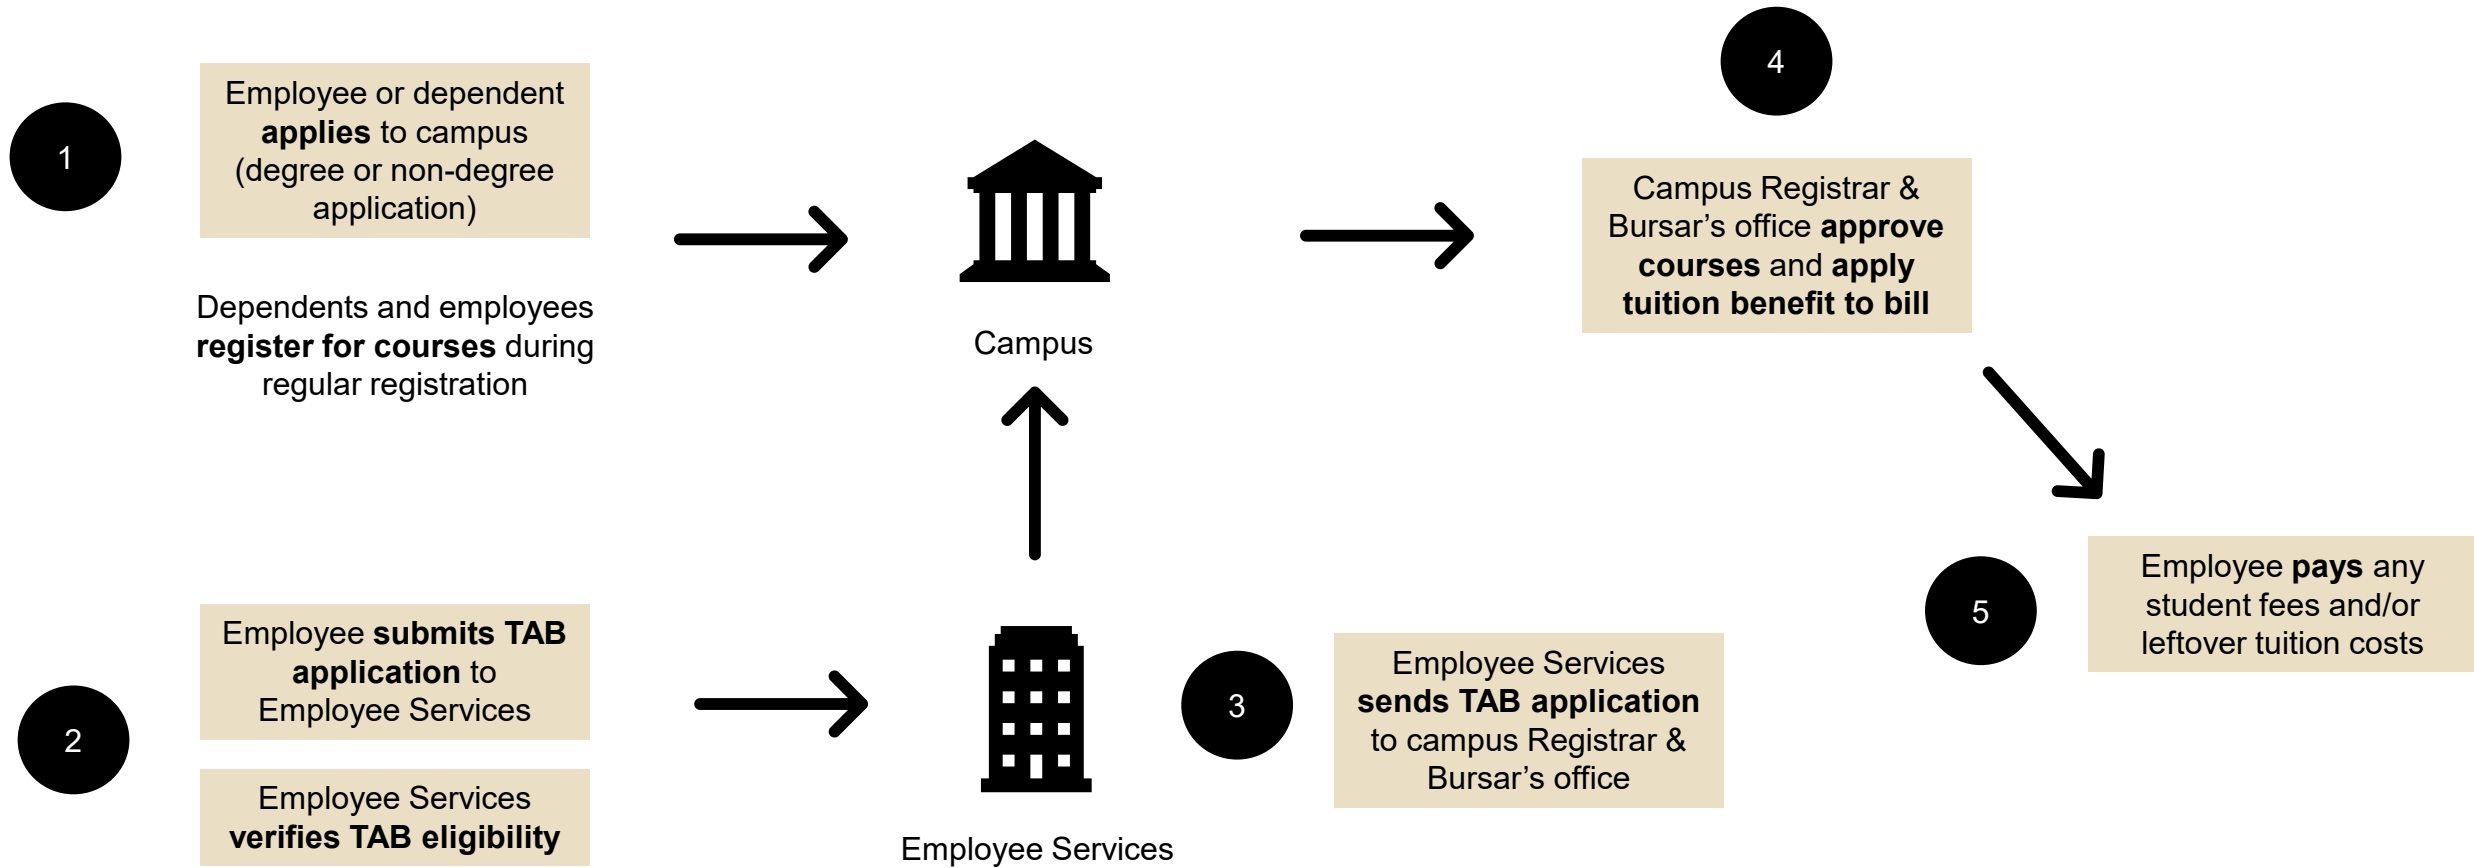 1
Employee or dependent
applies to campus
(degree or non-degree
application)
Dependents and employees
register for courses during
regular registration
Campus
4
Campus Registrar &
Bursar’s office approve
courses and apply
tuition benefit to bill
2
Employee submits TAB
application to
Employee Services
Employee Services
verifies TAB eligibility
Employee Services
3
Employee Services
sends TAB application
to campus Registrar &
Bursar’s office
5
Employee pays any
student fees and/or
leftover tuition costs